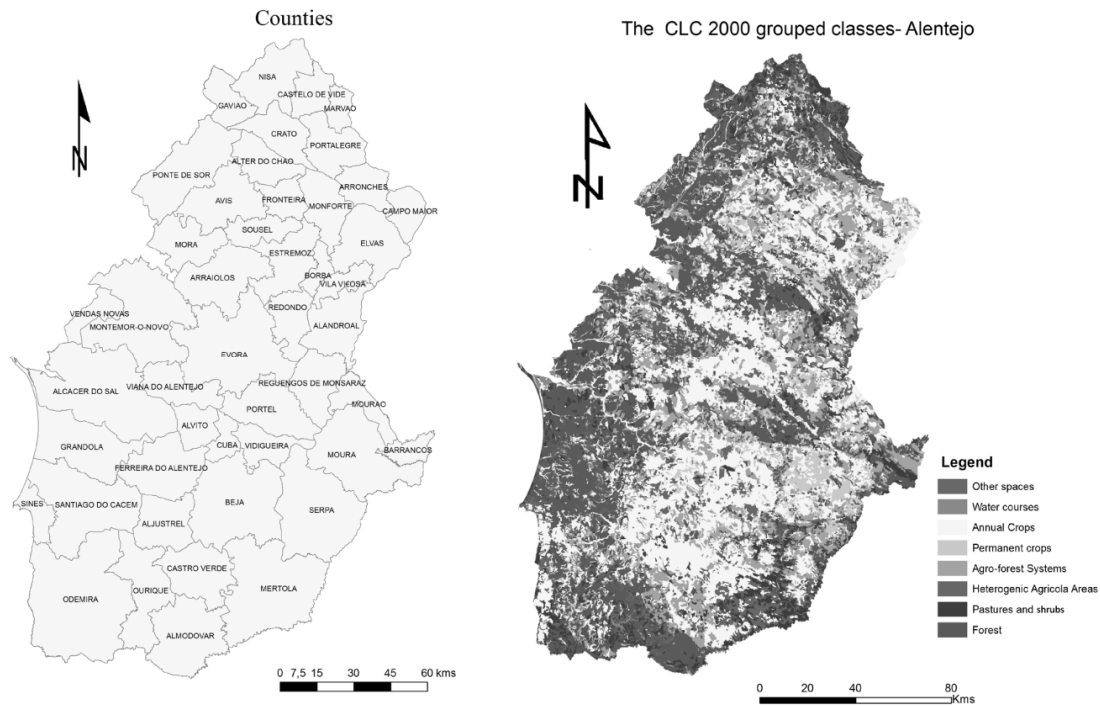 Counties
N
NISA
CASTELO DE VIDE
GAVIAO
MARVAO
CRATO
PORTALEGRE
ALTER DO CHAO
PONTE DE SOR
ARRONCHES
AVIS
FRONTEIRA
MONFORTE
CAMPO MAIOR
SOUSEL
MORA
ELVAS
ESTREMOZ
ARRAIOLOS
BORBA
VILA VICOSA
REDONDO
VENDAS NOVAS
MONTEMOR-O-NOVO
ALANDROAL
EVORA
ALCACER DO SAL
VIANA DO ALENTEJO
REGUENGOS DE MONSARAZ
MOURAO
PORTEL
ALVITO
GRANDOLA
CUBA
VIDIGUEIRA
MOURA
BARRANCOS
FERREIRA DO ALENTEJO
SINES
SANTIAGO DO CACEM
BEJA
SERPA
ALJUSTREL
CASTRO VERDE
OURIQUE
MERTOLA
ODEMIRA
ALMODOVAR
0 7,5 15 30 45 60 kms
The CLC 2000 grouped classes- Alentejo
N
Legend
Other spaces
Water courses
Annual Crops
Permanent crops
Agro-forest Systems
Heterogenic Agricola Areas
Pastures and shrubs
Forest
0 20 40 80
Kms